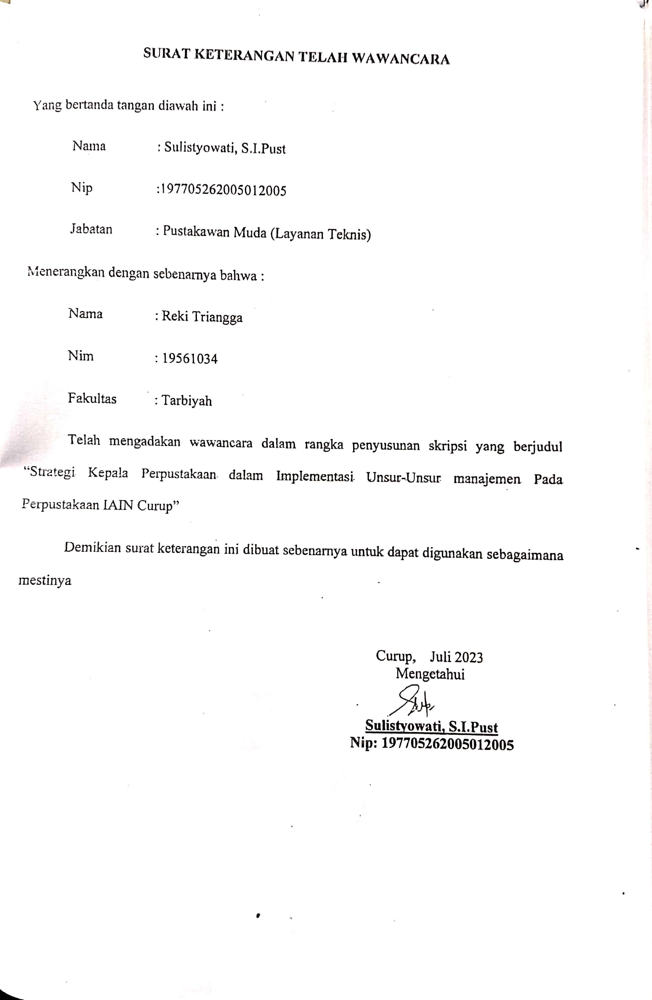 SURAT KETERANGAN TELAH WAWANCARA
Yang bertanda tangan diawah ini :
Nama : Sulistyowati, S.I.Pust
Nip :197705262005012005
Jabatan : Pustakawan Muda (Layanan Teknis)
Menerangkan dengan sebenarnya bahwa :
Nama : Reki Triangga
Nim : 19561034
Fakultas : Tarbiyah
Telah mengadakan wawancara dalam rangka penyusunan skripsi yang berjudul
“Strategi Kepala Perpustakaan dalam Implementasi Unsur-Unsur manajemen Pada
Perpustakaan IAIN Curup”
Demikian surat keterangan ini dibuat sebenarnya untuk dapat digunakan sebagaimana
mestinya
Curup, Juli 2023
Mengetahui
Sulistyowati, S.I.Pust
Nip: 197705262005012005